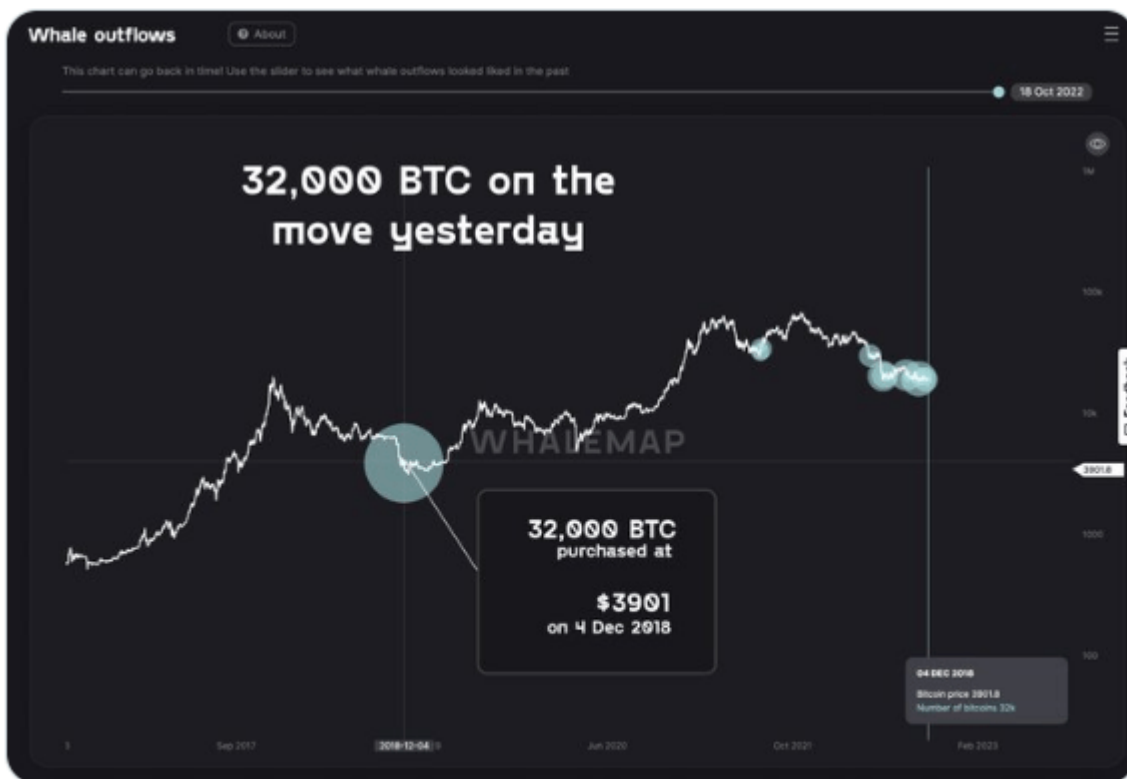 Whale outflows
About
This chart can go back in time! Use the slider to see what whale outflows looked liked in the past
18 Oct 2022
32,000 BTC on the
move yesterday
1M
100k
10k
WHALEMAP
3901.8
32,000 BTC
purchased at
$3901
on 4 Dec 2018
1000
100
04 DEC 2018
Bitcoin price 3901.8
Number of bitcoins 32k
Sep 2017
2018-12-04
Jun 2020
Oct 2021
Feb 2023